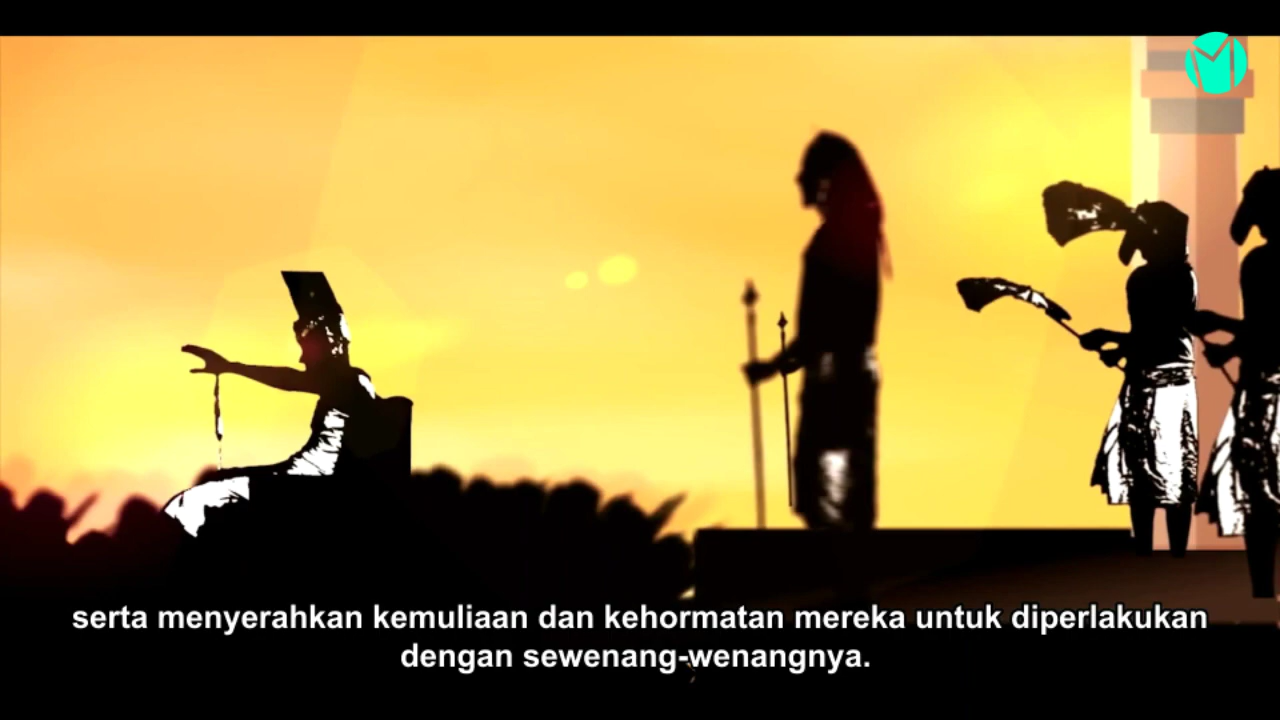 serta menyerahkan kemuliaan dan kehormatan mereka untuk diperlakukan
dengan sewenang-wenangnya.